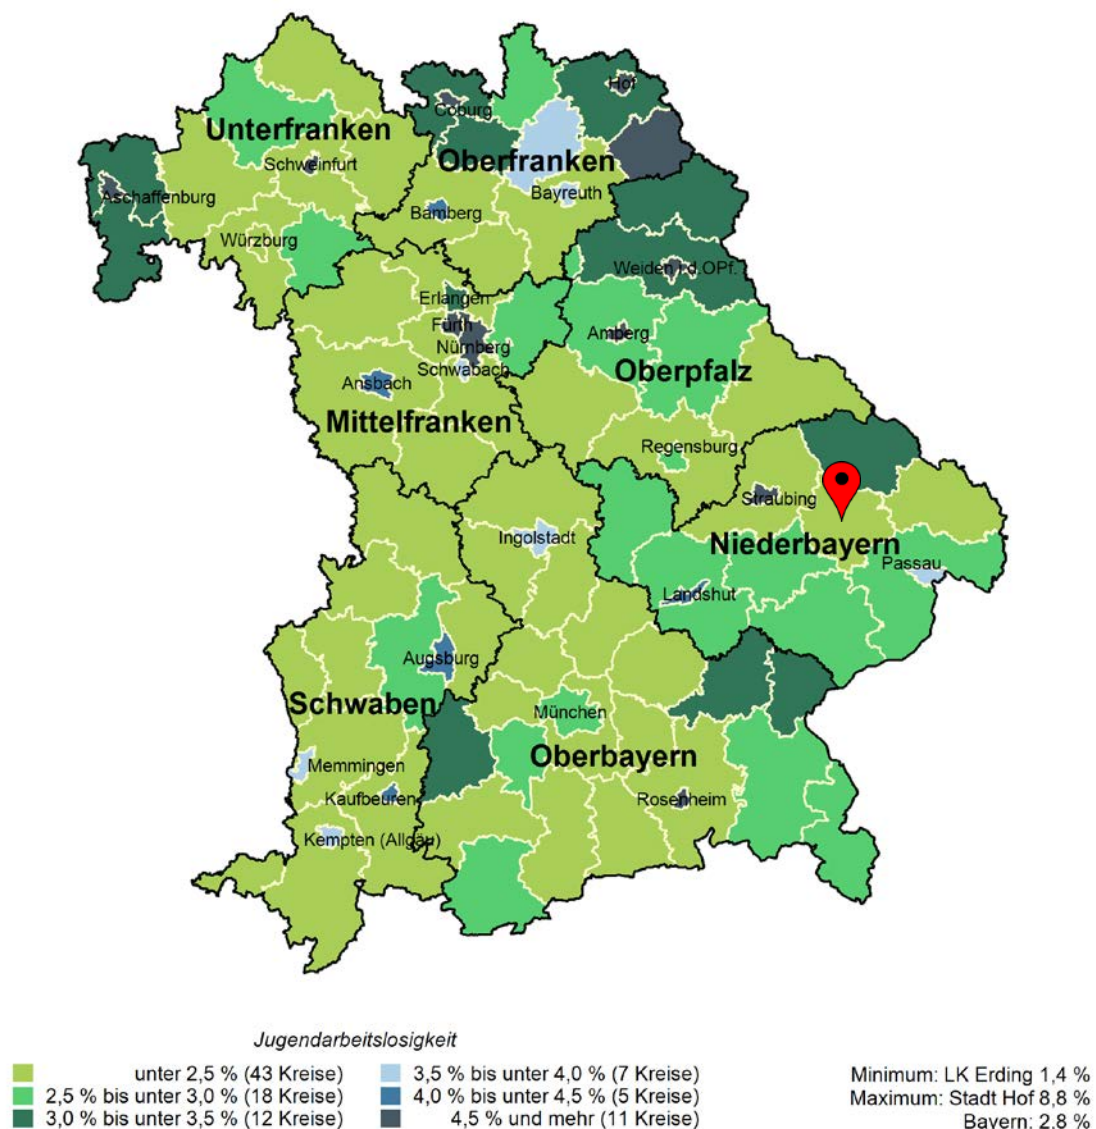 Hof
Coburg
Unterfranken
Oberfranken
Schweinfurt
Aschaffenburg
Bayreuth
Bamberg
Würzburg
Weiden i.d.OPf.
Erlangen
Fürth
Amberg
Nürnberg
Schwabach
Oberpfalz
Ansbach
Mittelfranken
Regensburg
Straubing
Ingolstadt
Niederbayern
Passau
Landshut
Augsburg
Schwaben
München
Oberbayern
Memmingen
Kaufbeuren
Rosenheim
Kempten (Allgäu)
Jugendarbeitslosigkeit
unter 2,5 % (43 Kreise)
2,5 % bis unter 3,0 % (18 Kreise)
3,0 % bis unter 3,5 % (12 Kreise)
3,5 % bis unter 4,0 % (7 Kreise)
4,0 % bis unter 4,5 % (5 Kreise)
4,5 % und mehr (11 Kreise)
Minimum: LK Erding 1,4 %
Maximum: Stadt Hof 8,8 %
Bayern: 2,8 %